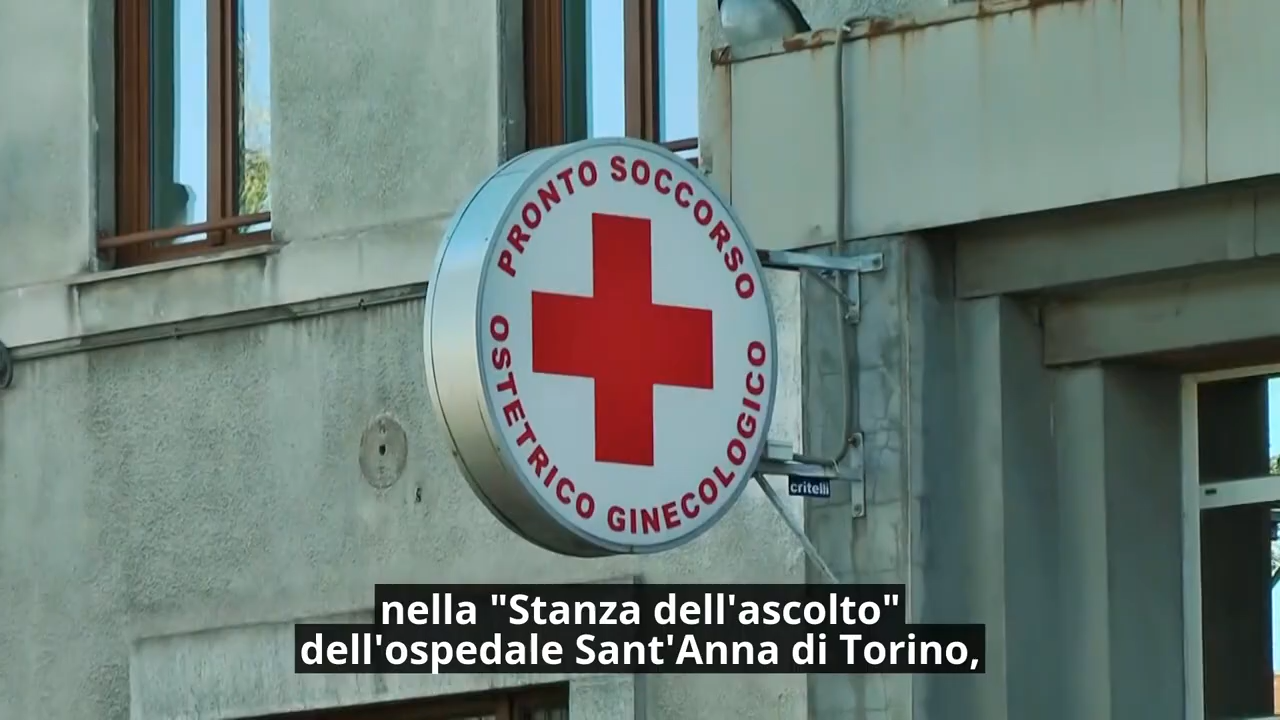 PRONTO SOCCORSO
OSTETRICO GINECOLOGICO
critelli
nella "Stanza dell'ascolto"
dell'ospedale Sant'Anna di Torino,